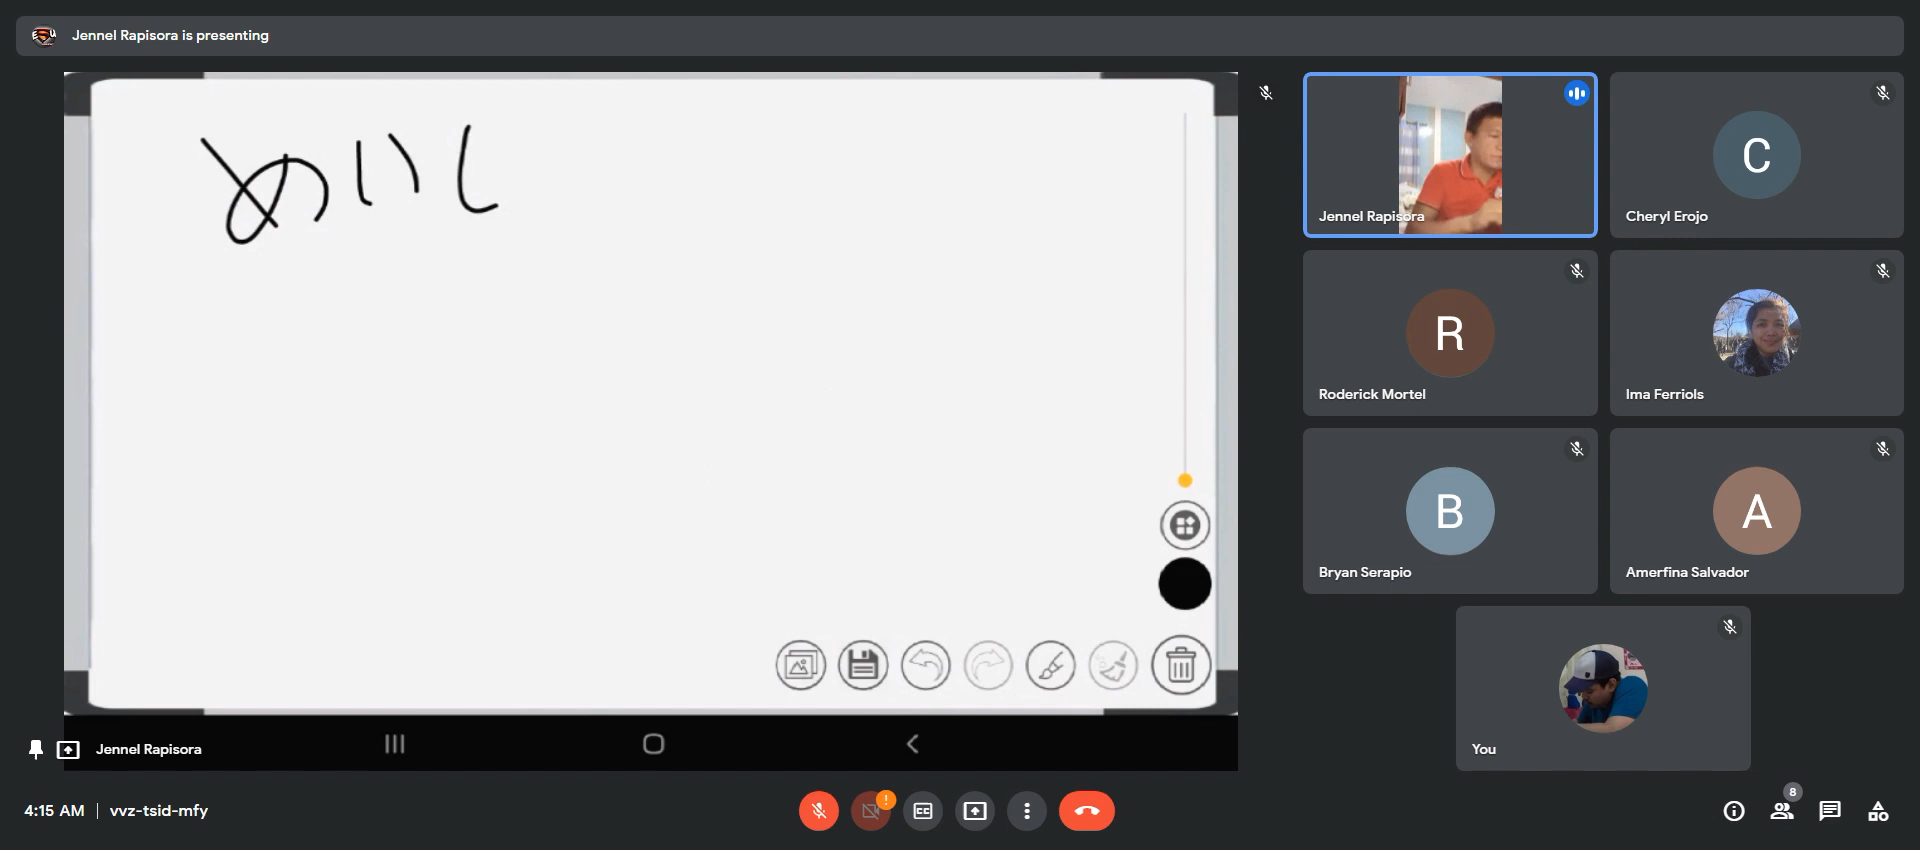 Jennel Rapisora is presenting
めいし
Jennel Rapisora
Cheryl Erojo
Roderick Mortel
Ima Ferriols
Bryan Serapio
Amerfina Salvador
You
C
R
B
A
Jennel Rapisora
4:15 AM | vvz-tsid-mfy
CC
!
8